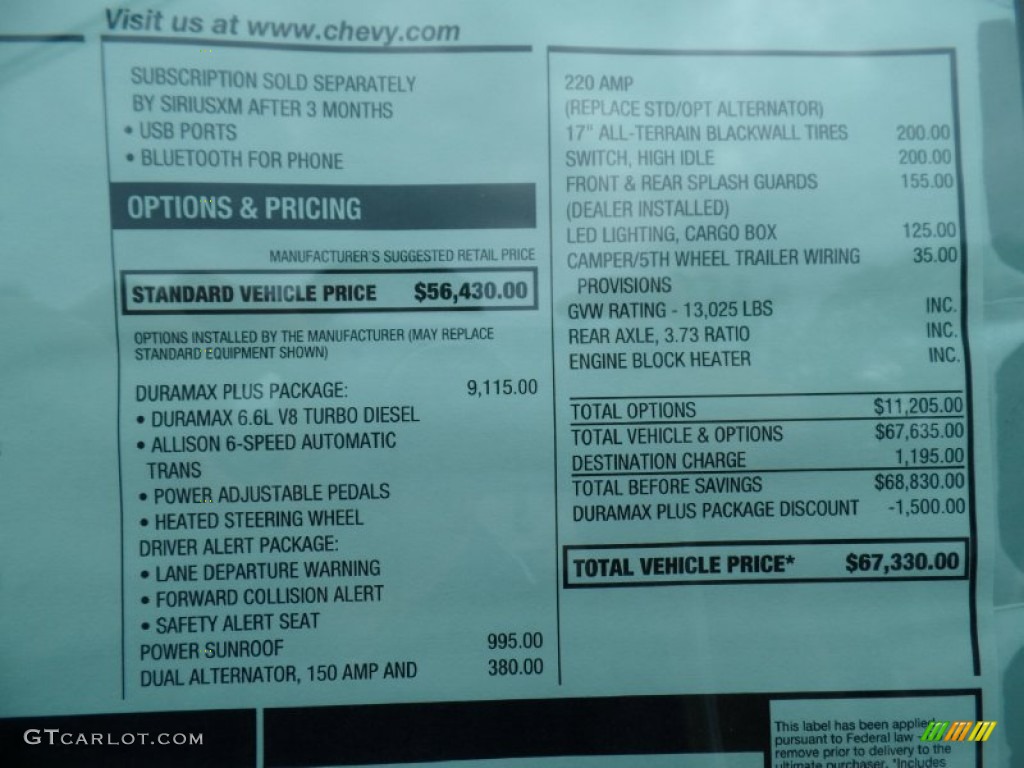 Visit us at www.chevy.com
SUBSCRIPTION SOLD SEPARATELY
BY SIRIUSXM AFTER 3 MONTHS
• USB PORTS
• BLUETOOTH FOR PHONE
OPTIONS & PRICING
MANUFACTURER'S SUGGESTED RETAIL PRICE
STANDARD VEHICLE PRICE $56,430.00
OPTIONS INSTALLED BY THE MANUFACTURER (MAY REPLACE
STANDARD EQUIPMENT SHOWN)
DURAMAX PLUS PACKAGE: 9,115.00
• DURAMAX 6.6L V8 TURBO DIESEL
• ALLISON 6-SPEED AUTOMATIC
TRANS
• POWER ADJUSTABLE PEDALS
• HEATED STEERING WHEEL
DRIVER ALERT PACKAGE:
• LANE DEPARTURE WARNING
• FORWARD COLLISION ALERT
• SAFETY ALERT SEAT
POWER SUNROOF 995.00
DUAL ALTERNATOR, 150 AMP AND 380.00
220 AMP
(REPLACE STD/OPT ALTERNATOR)
17" ALL-TERRAIN BLACKWALL TIRES 200.00
SWITCH, HIGH IDLE 200.00
FRONT & REAR SPLASH GUARDS 155.00
(DEALER INSTALLED)
LED LIGHTING, CARGO BOX 125.00
CAMPER/5TH WHEEL TRAILER WIRING 35.00
PROVISIONS
GVW RATING - 13,025 LBS INC.
REAR AXLE, 3.73 RATIO INC.
ENGINE BLOCK HEATER INC.
TOTAL OPTIONS $11,205.00
TOTAL VEHICLE & OPTIONS $67,635.00
DESTINATION CHARGE 1,195.00
TOTAL BEFORE SAVINGS $68,830.00
DURAMAX PLUS PACKAGE DISCOUNT -1,500.00
TOTAL VEHICLE PRICE* $67,330.00
This label has been applied
pursuant to Federal law -
remove prior to delivery to the
ultimate purchaser. *Includes
GTCARLOT.COM